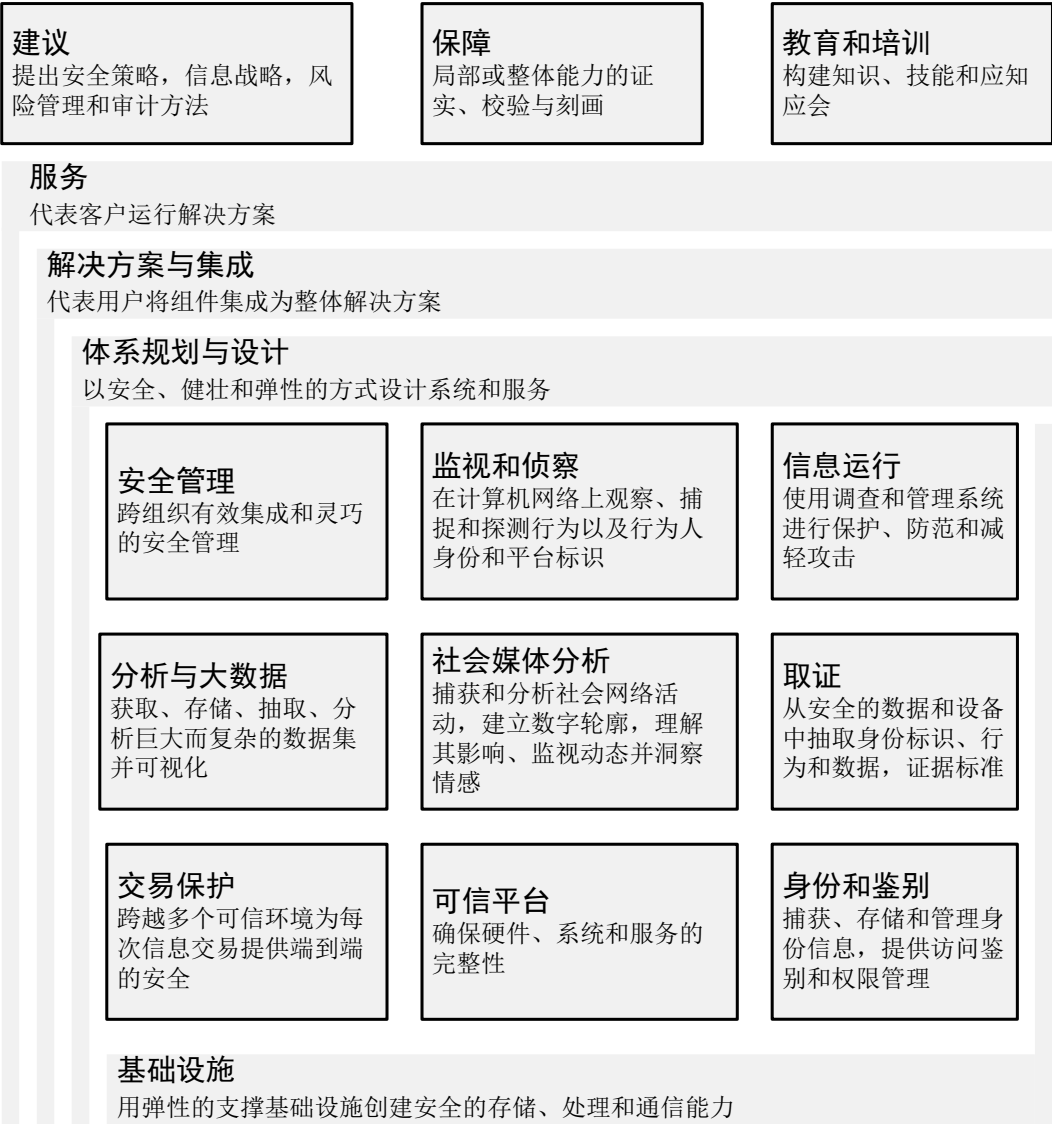 建议
提出安全策略，信息战略，风
险管理和审计方法
保障
局部或整体能力的证
实、校验与刻画
教育和培训
构建知识、技能和应知
应会
服务
代表客户运行解决方案
解决方案与集成
代表用户将组件集成为整体解决方案
体系规划与设计
以安全、健壮和弹性的方式设计系统和服务
安全管理
跨组织有效集成和灵巧
的安全管理
监视和侦察
在计算机网络上观察、捕
捉和探测行为以及行为人
身份和平台标识
信息运行
使用调查和管理系统
进行保护、防范和减
轻攻击
分析与大数据
获取、存储、抽取、分
析巨大而复杂的数据集
并可视化
社会媒体分析
捕获和分析社会网络活
动，建立数字轮廓，理解
其影响、监视动态并洞察
情感
取证
从安全的数据和设备
中抽取身份标识、行
为和数据，证据标准
交易保护
跨越多个可信环境为每
次信息交易提供端到端
的安全
可信平台
确保硬件、系统和服务的
完整性
身份和鉴别
捕获、存储和管理身
份信息，提供访问鉴
别和权限管理
基础设施
用弹性的支撑基础设施创建安全的存储、处理和通信能力